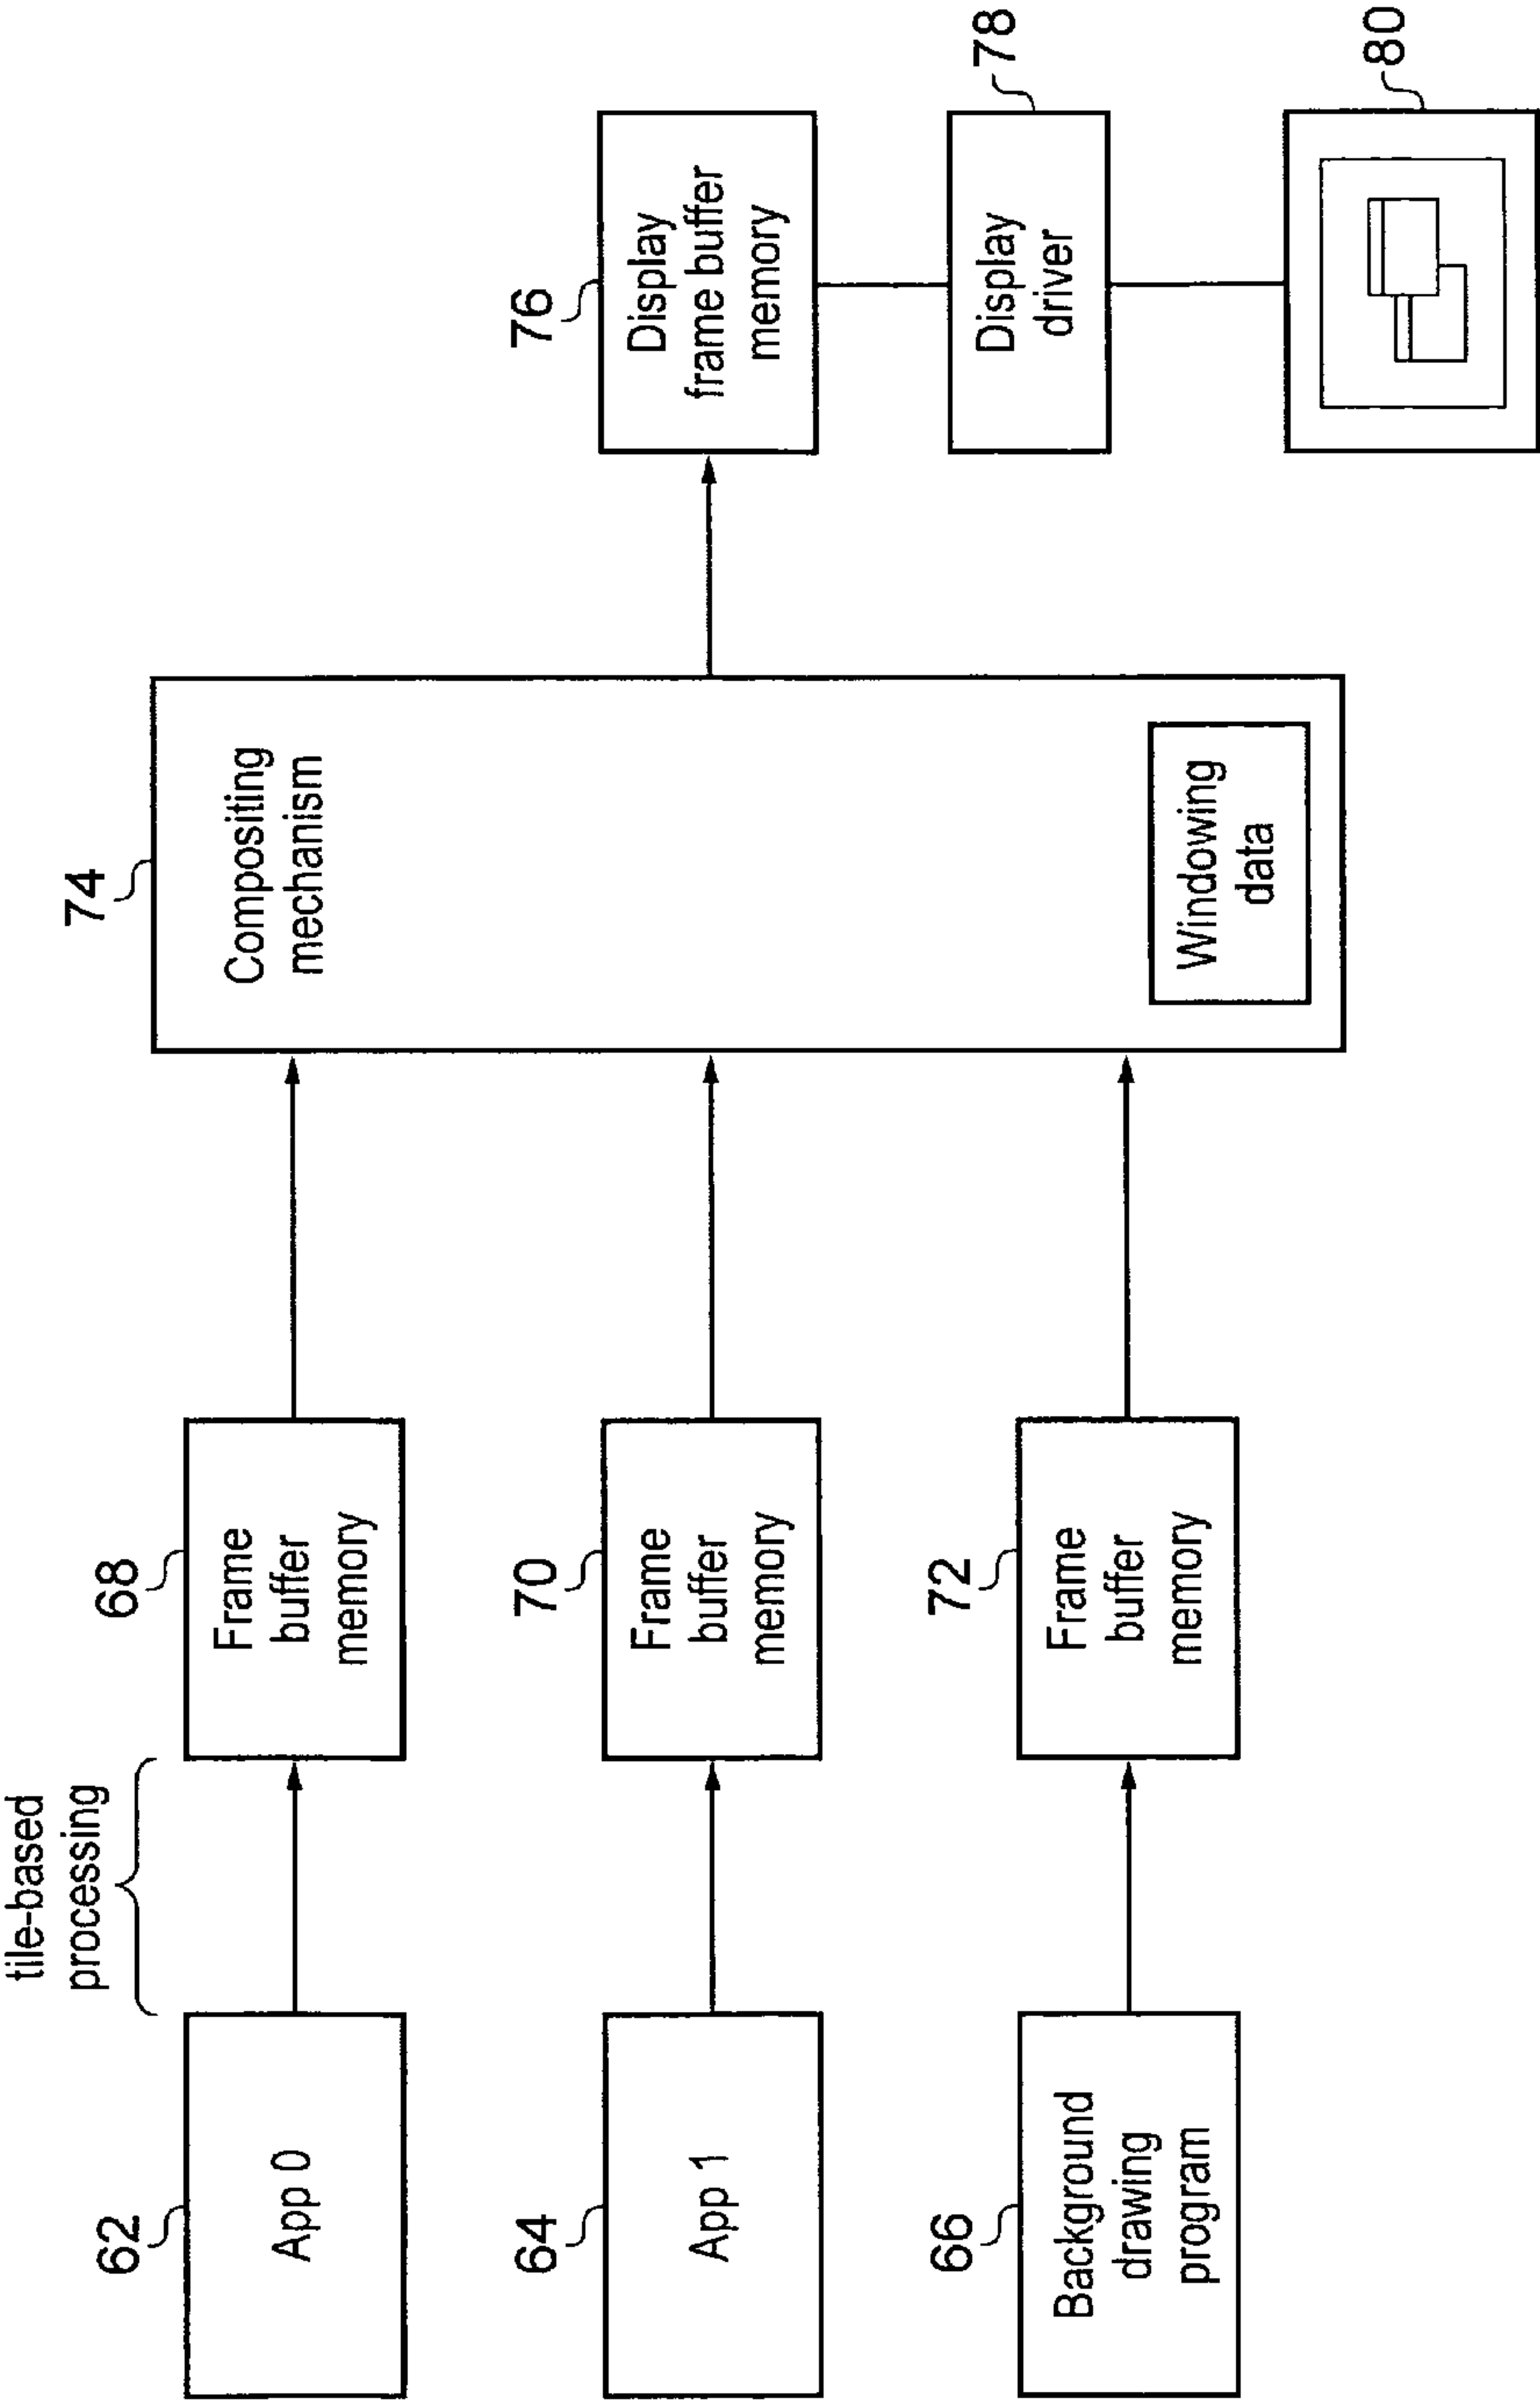 tile-based
processing
62
App 0
68
Frame
buffer
memory
74
Compositing
mechanism
Windowing
data
64
App 1
70
Frame
buffer
memory
76
Display
frame buffer
memory
66
Background
drawing
program
72
Frame
buffer
memory
Display
driver
78
80